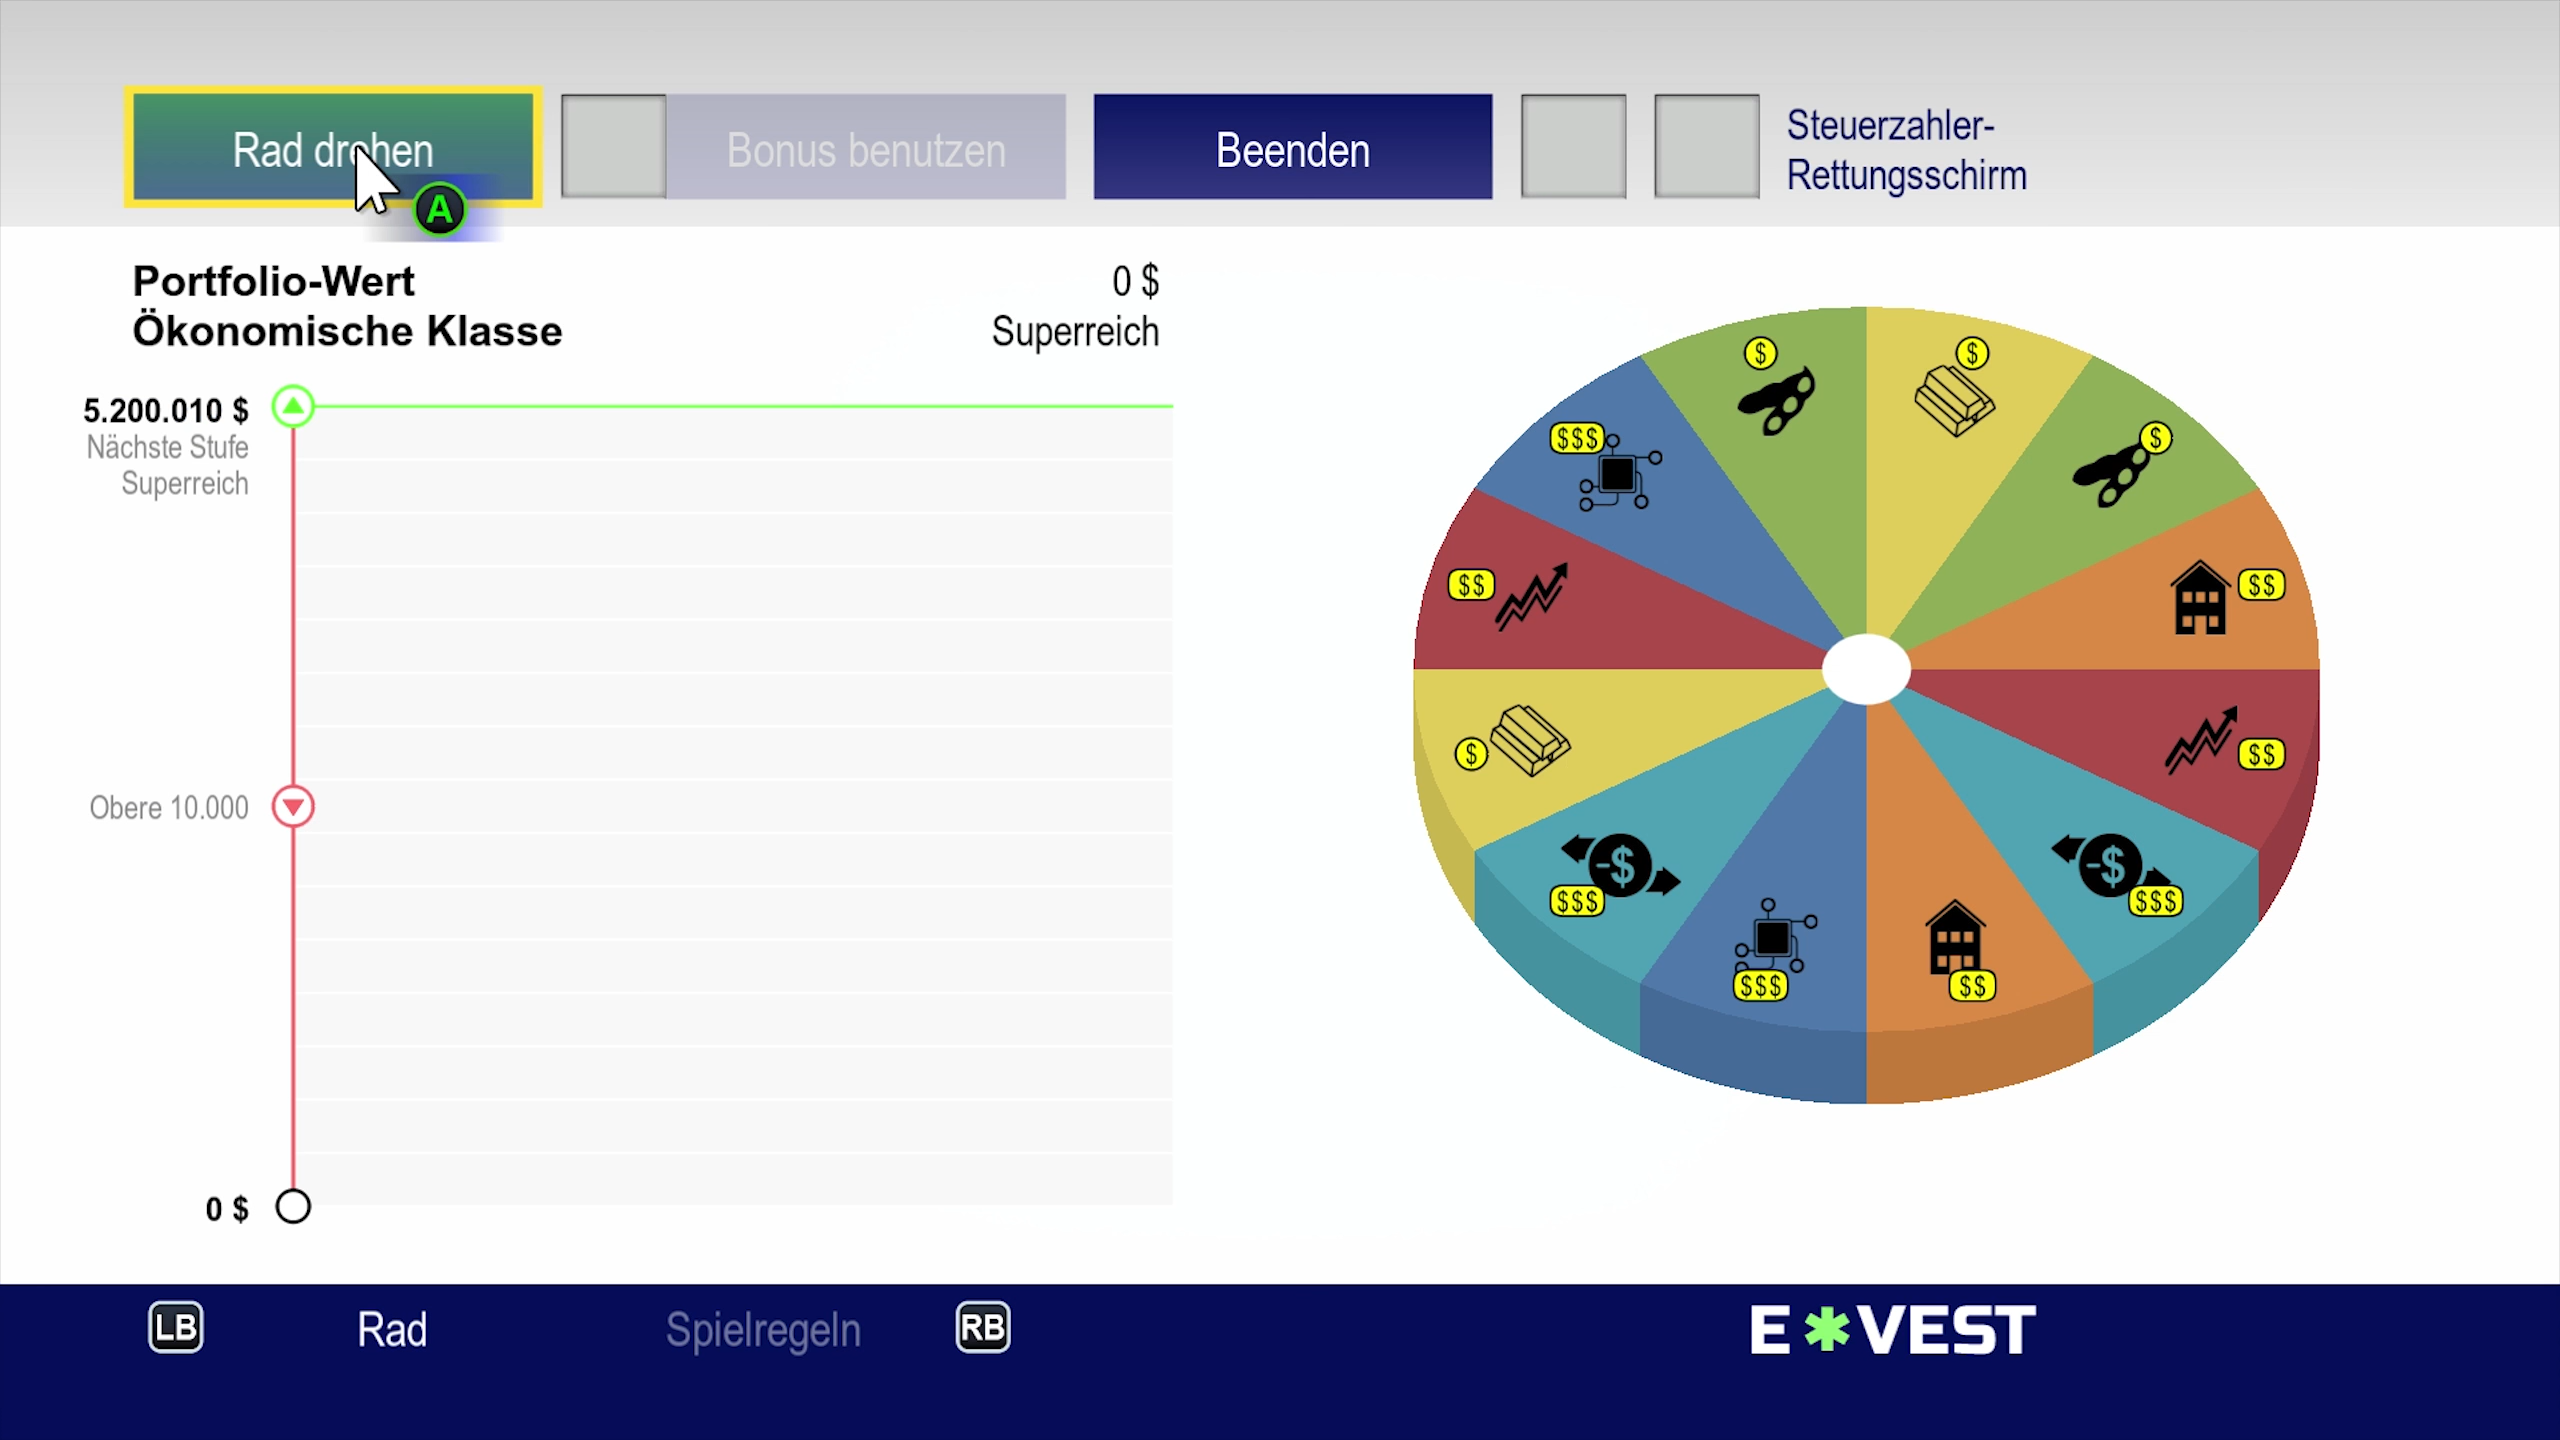 Rad drehen
A
Bonus benutzen
Beenden
Steuerzahler-
Rettungsschirm
Portfolio-Wert 0 $
Ökonomische Klasse Superreich
5.200.010 $
Nächste Stufe
Superreich
Obere 10.000
0 $
$
$
$$$
$
$$
$$
$
$$
$$$
-$
-$
$$$
$$$
$$
LB
Rad
Spielregeln
RB
E*VEST